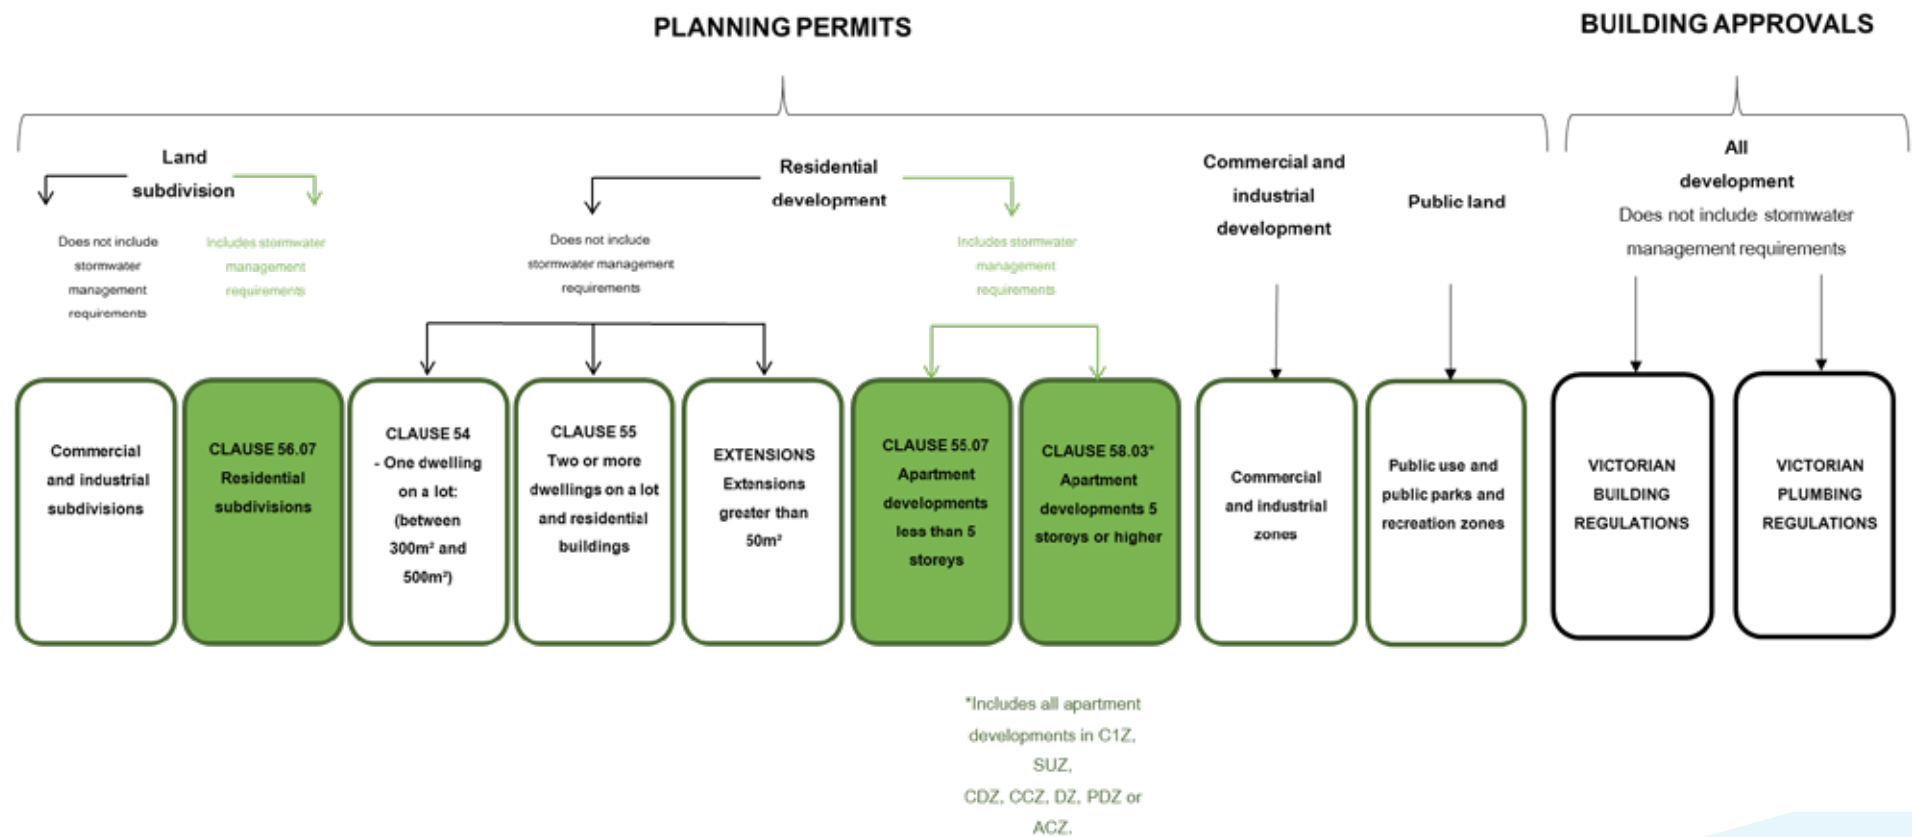 PLANNING PERMITS
BUILDING APPROVALS
Land
subdivision
Does not include
stormwater
management
requirements
Includes stormwater
management
requirements
Residential
development
Does not include
stormwater management
requirements
Includes stormwater
management
requirements
Commercial and
industrial
development
Public land
All
development
Does not include stormwater
management requirements
Commercial
and industrial
subdivisions
CLAUSE 56.07
Residential
subdivisions
CLAUSE 54
- One dwelling
on a lot:
(between
300m² and
500m²)
CLAUSE 55
Two or more
dwellings on a lot
and residential
buildings
EXTENSIONS
Extensions
greater than
50m²
CLAUSE 55.07
Apartment
developments
less than 5
storeys
CLAUSE 58.03*
Apartment
developments 5
storeys or higher
Commercial
and industrial
zones
Public use and
public parks and
recreation zones
VICTORIAN
BUILDING
REGULATIONS
VICTORIAN
PLUMBING
REGULATIONS
*Includes all apartment
developments in C1Z,
SUZ,
CDZ, CCZ, DZ, PDZ or
ACZ.